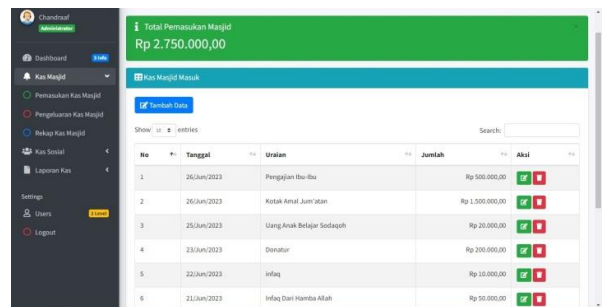 Chandraaf
Administrator
Dashboard
Kas Masjid
Pemasukan Kas Masjid
Pengeluaran Kas Masjid
Rekap Kas Masjid
Kas Sosial
Laporan Kas
Settings
Users
Logout
Total Pemasukan Masjid
Rp 2.750.000,00
Kas Masjid Masuk
Tambah Data
Show 10 entries
Search:
No Tanggal Uraian Jumlah Aksi
1 26/Jun/2023 Pengajian Ibu-Ibu Rp 500.000,00
2 26/Jun/2023 Kotak Amal Jum'atan Rp 1.500.000,00
3 25/Jun/2023 Uang Anak Belajar Sodaqoh Rp 20.000,00
4 23/Jun/2023 Donatur Rp 200.000,00
5 22/Jun/2023 infaq Rp 10.000,00
6 21/Jun/2023 Infaq Dari Hamba Allah Rp 50.000,00